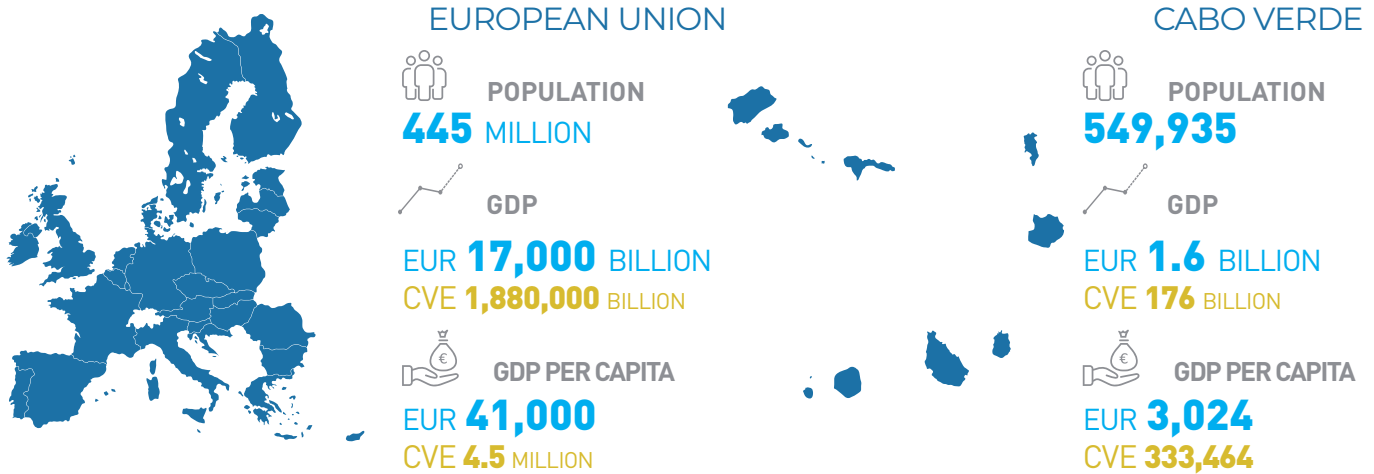 EUROPEAN UNION
POPULATION
445 MILLION
GDP
EUR 17,000 BILLION
CVE 1,880,000 BILLION
€
GDP PER CAPITA
EUR 41,000
CVE 4.5 MILLION
CABO VERDE
POPULATION
549,935
GDP
EUR 1.6 BILLION
CVE 176 BILLION
€
GDP PER CAPITA
EUR 3,024
CVE 333,464